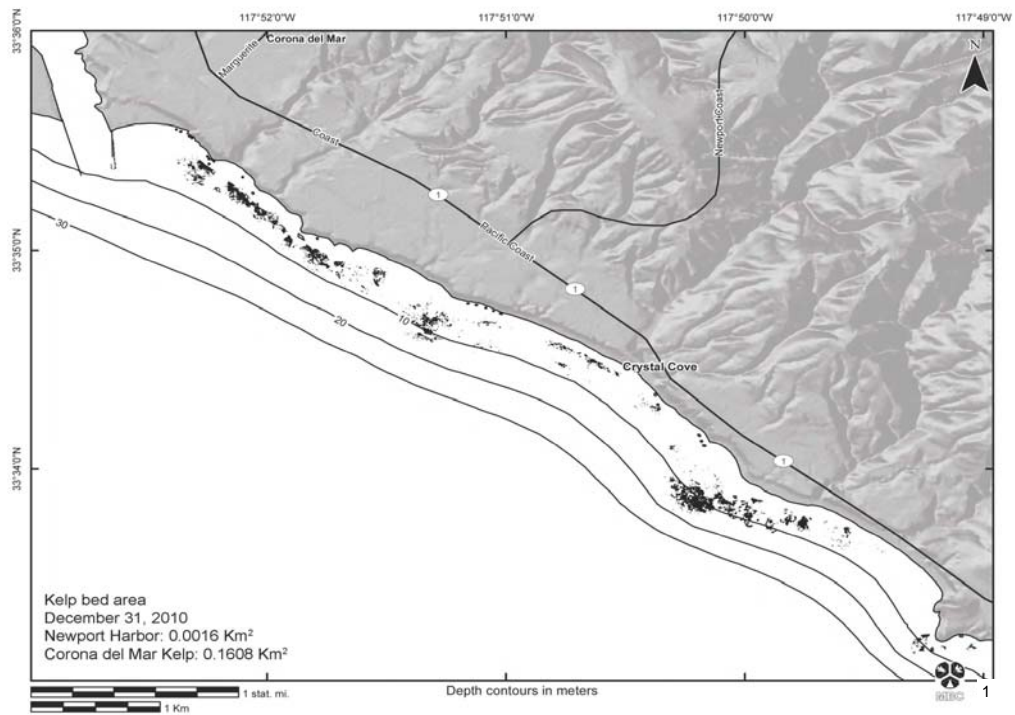 117°52'0"W
117°51'0"W
117°50'0"W
117°49'0"W
33°36'0"N
Corona del Mar
Marguerite
N
Coast
Newport Coast
1
Pacific Coast
33°35'0"N
30
1
20
10
Crystal Cove
1
33°34'0"N
Kelp bed area
December 31, 2010
Newport Harbor: 0.0016 Km²
Corona del Mar Kelp: 0.1608 Km²
1 stat. mi.
1 Km
Depth contours in meters
MBC
1